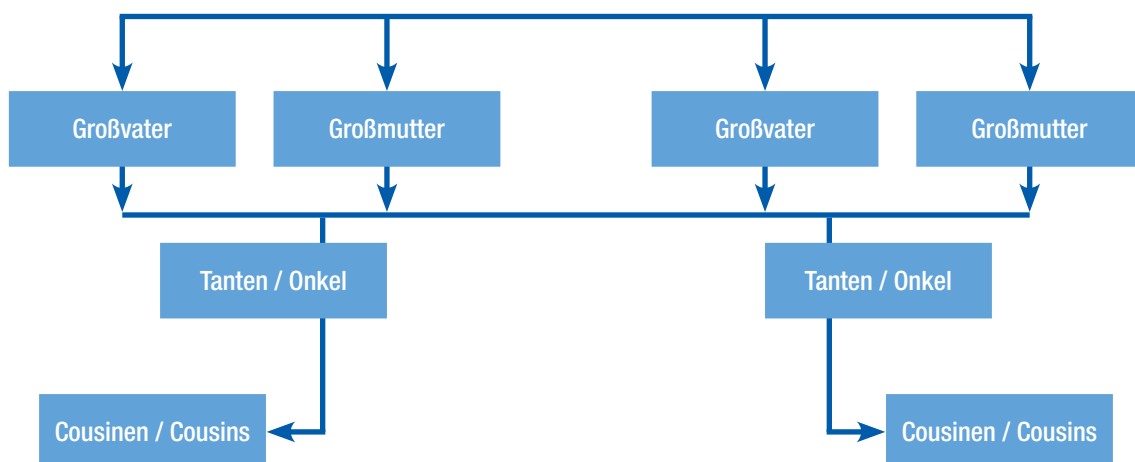 Großvater
Großmutter
Großvater
Großmutter
Tanten / Onkel
Tanten / Onkel
Cousinen / Cousins
Cousinen / Cousins